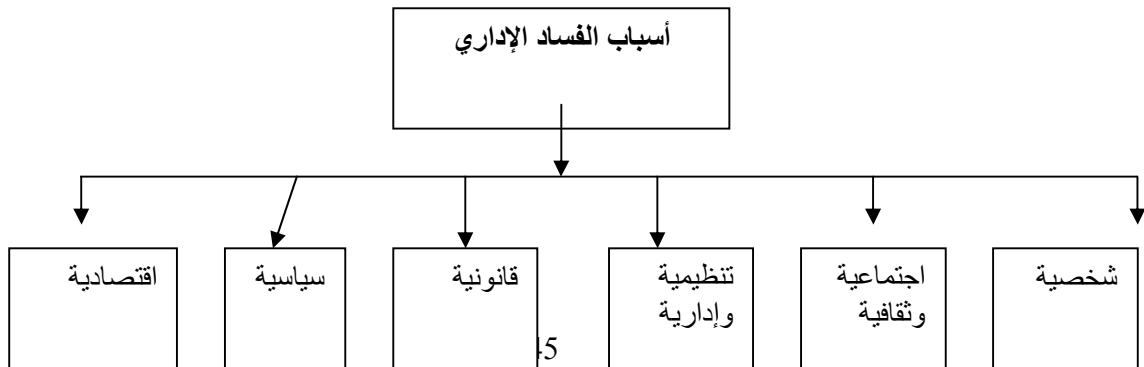 أسباب الفساد الإداري
شخصية
اجتماعية
وثقافية
تنظيمية
وإدارية
قانونية
سياسية
اقتصادية
45